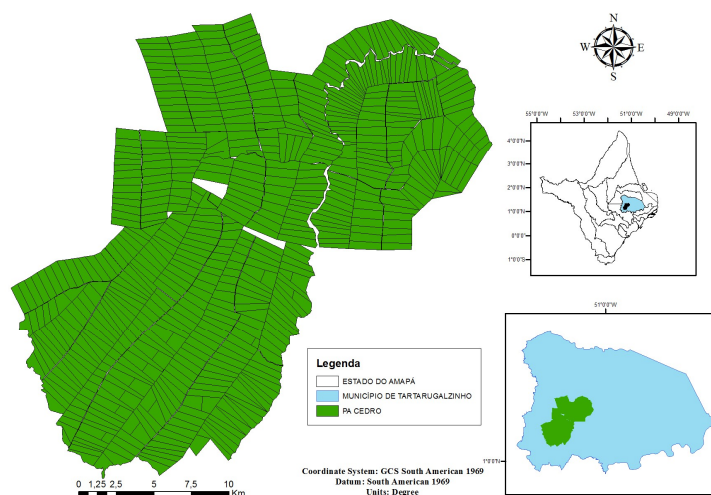 N
W E
S
55°0'0"W 53°0'0"W 51°0'0"W 49°0'0"W
4°0'0"N
3°0'0"N
2°0'0"N
1°0'0"N
0°0'0"
1°0'0"S
51°0'0"W
1°0'0"N
Legenda
ESTADO DO AMAPÁ
MUNICÍPIO DE TARTARUGALZINHO
PA CEDRO
Coordinate System: GCS South American 1969
Datum: South American 1969
Units: Degree
0 1,25 2,5 5 7,5 10
Km